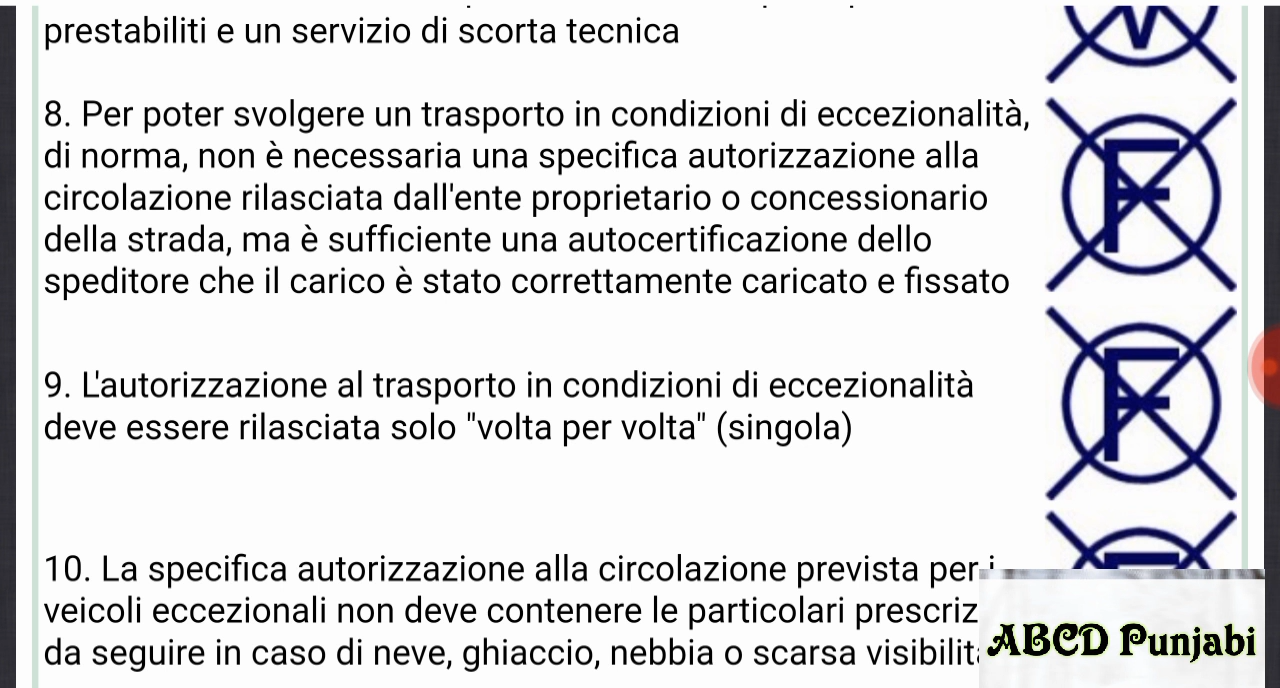 prestabiliti e un servizio di scorta tecnica
V
8. Per poter svolgere un trasporto in condizioni di eccezionalità,
di norma, non è necessaria una specifica autorizzazione alla
circolazione rilasciata dall'ente proprietario o concessionario
della strada, ma è sufficiente una autocertificazione dello
speditore che il carico è stato correttamente caricato e fissato
F
9. L'autorizzazione al trasporto in condizioni di eccezionalità
deve essere rilasciata solo "volta per volta" (singola)
F
10. La specifica autorizzazione alla circolazione prevista per i
veicoli eccezionali non deve contenere le particolari
da seguire in caso di neve, ghiaccio, nebbia o scarsa
ABCD Punjabi